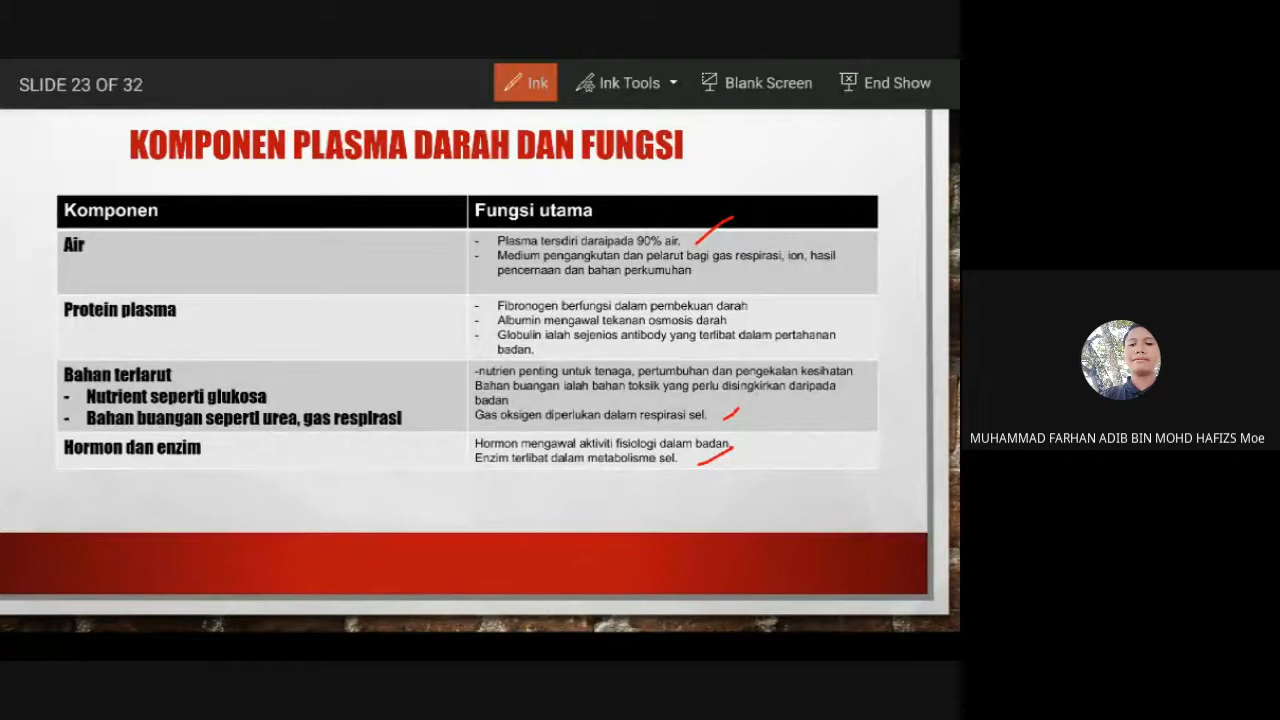 SLIDE 23 OF 32
Ink
Ink Tools
Blank Screen
End Show
KOMPONEN PLASMA DARAH DAN FUNGSI
Komponen
Fungsi utama
Air
- Plasma tersdiri daraipada 90% air.
- Medium pengangkutan dan pelarut bagi gas respirasi, ion, hasil
pencernaan dan bahan perkumuhan
Protein plasma
- Fibronogen berfungsi dalam pembekuan darah
- Albumin mengawal tekanan osmosis darah
- Globulin ialah sejenios antibody yang terlibat dalam pertahanan
badan.
Bahan terlarut
- Nutrient seperti glukosa
- Bahan buangan seperti urea, gas respirasi
-nutrien penting untuk tenaga, pertumbuhan dan pengekalan kesihatan
Bahan buangan ialah bahan toksik yang perlu disingkirkan daripada
badan
Gas oksigen diperlukan dalam respirasi sel.
Hormon dan enzim
Hormon mengawal aktiviti fisiologi dalam badan.
Enzim terlibat dalam metabolisme sel.
MUHAMMAD FARHAN ADIB BIN MOHD HAFIZS Moe